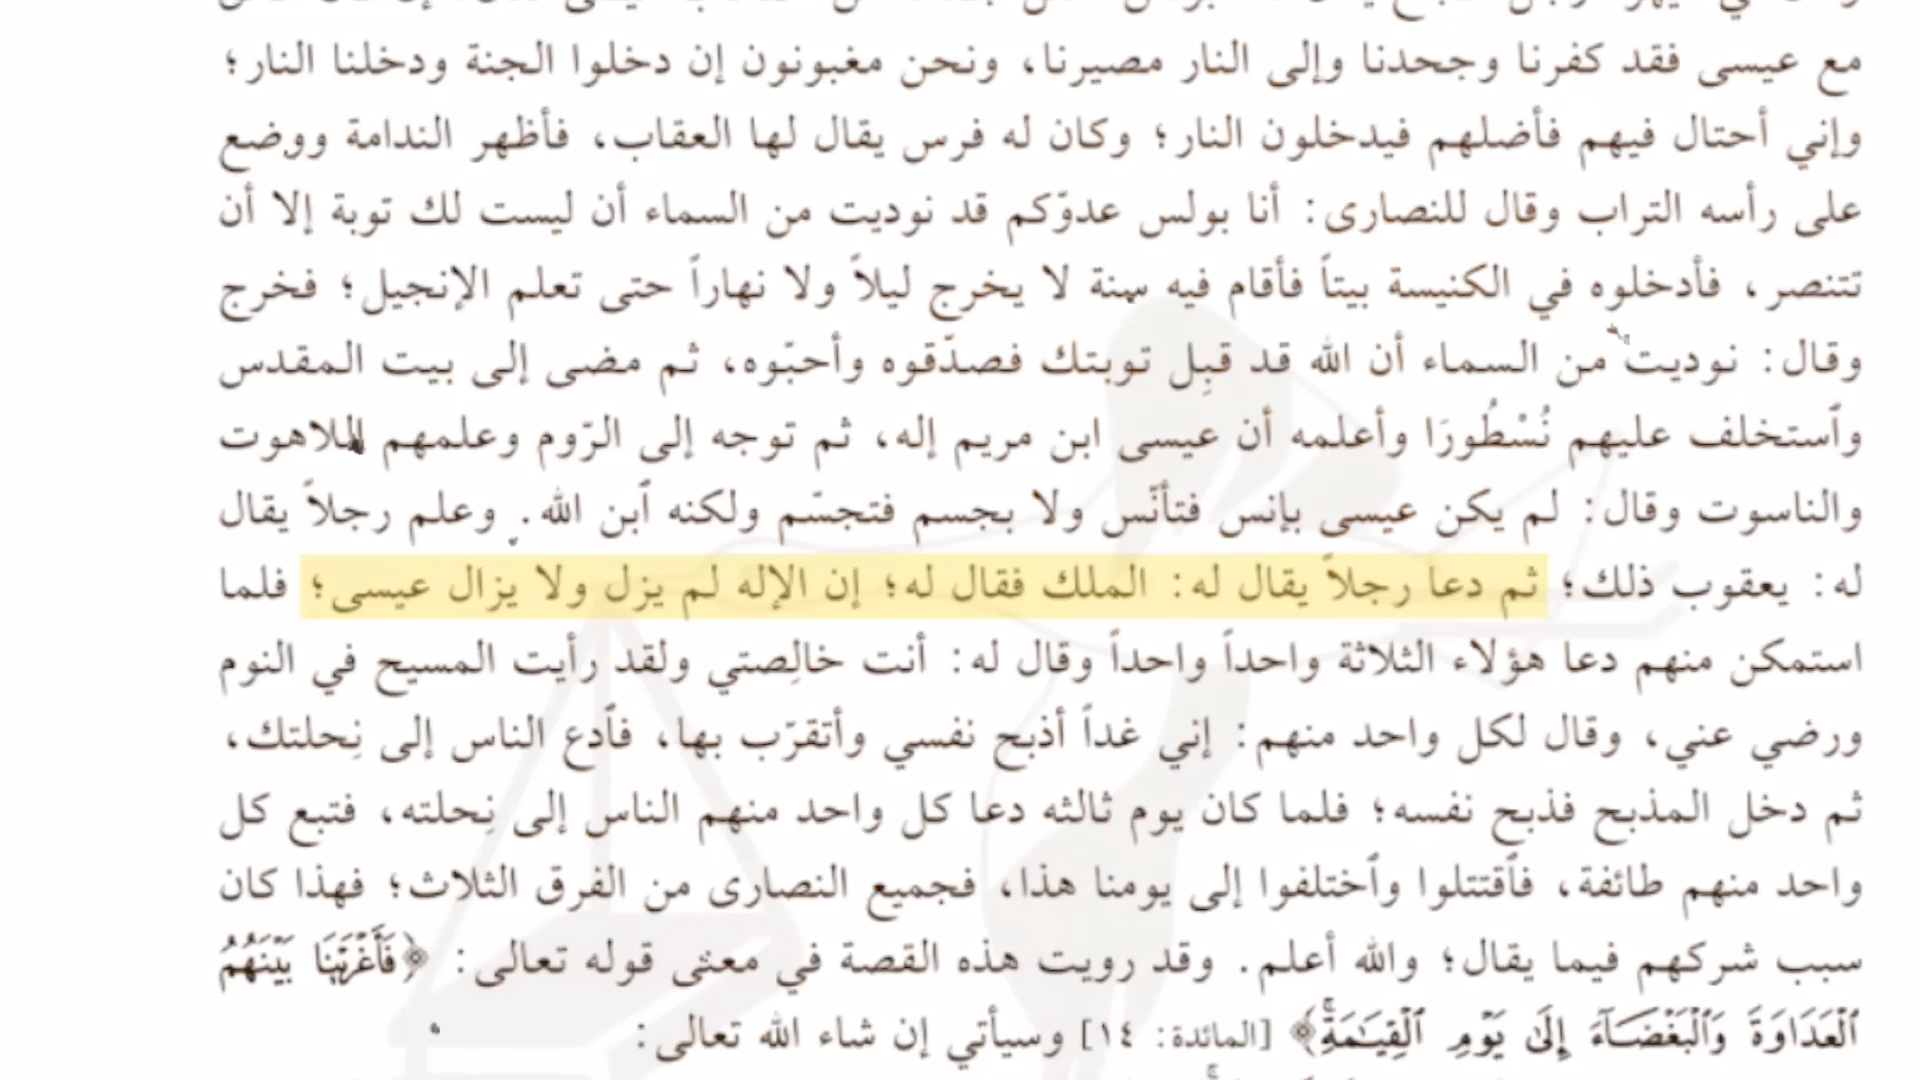 مع عيسى فقد كفرنا وجحدنا وإلى النار مصيرنا، ونحن مغبونون إن دخلوا الجنة ودخلنا النار؛
وإني أحتال فيهم فأضلهم فيدخلون النار؛ وكان له فرس يقال لها العقاب، فأظهر الندامة ووضع
على رأسه التراب وقال للنصارى: أنا بولس عدوّكم قد نوديت من السماء أن ليست لك توبة إلا أن
تتنصر، فأدخلوه في الكنيسة بيتاً فأقام فيه سنة لا يخرج ليلاً ولا نهاراً حتى تعلم الإنجيل؛ فخرج
وقال: نوديت من السماء أن الله قد قبِل توبتك فصدّقوه وأحبّوه، ثم مضى إلى بيت المقدس
وٱستخلف عليهم نُسْطُورَا وأعلمه أن عيسى ابن مريم إله، ثم توجه إلى الرّوم وعلمهم اللاهوت
والناسوت وقال: لم يكن عيسى بإنس فتأنّس ولا بجسم فتجسّم ولكنه ٱبن الله. وعلم رجلاً يقال
له: يعقوب ذلك؛ ثم دعا رجلاً يقال له: الملك فقال له؛ إن الإله لم يزل ولا يزال عيسى؛ فلما
استمكن منهم دعا هؤلاء الثلاثة واحداً واحداً وقال له: أنت خالِصتي ولقد رأيت المسيح في النوم
ورضي عني، وقال لكل واحد منهم: إني غداً أذبح نفسي وأتقرّب بها، فٱدع الناس إلى نِحلتك،
ثم دخل المذبح فذبح نفسه؛ فلما كان يوم ثالثه دعا كل واحد منهم الناس إلى نِحلته، فتبع كل
واحد منهم طائفة، فٱقتتلوا وٱختلفوا إلى يومنا هذا، فجميع النصارى من الفرق الثلاث؛ فهذا كان
سبب شركهم فيما يقال؛ والله أعلم. وقد رويت هذه القصة في معنى قوله تعالى: ﴿فَأَغْرَيْنَا بَيْنَهُمُ
ٱلْعَدَاوَةَ وَٱلْبَغْضَآءَ إِلَىٰ يَوْمِ ٱلْقِيَـٰمَةِۚ﴾ [المائدة: ١٤] وسيأتي إن شاء الله تعالى: